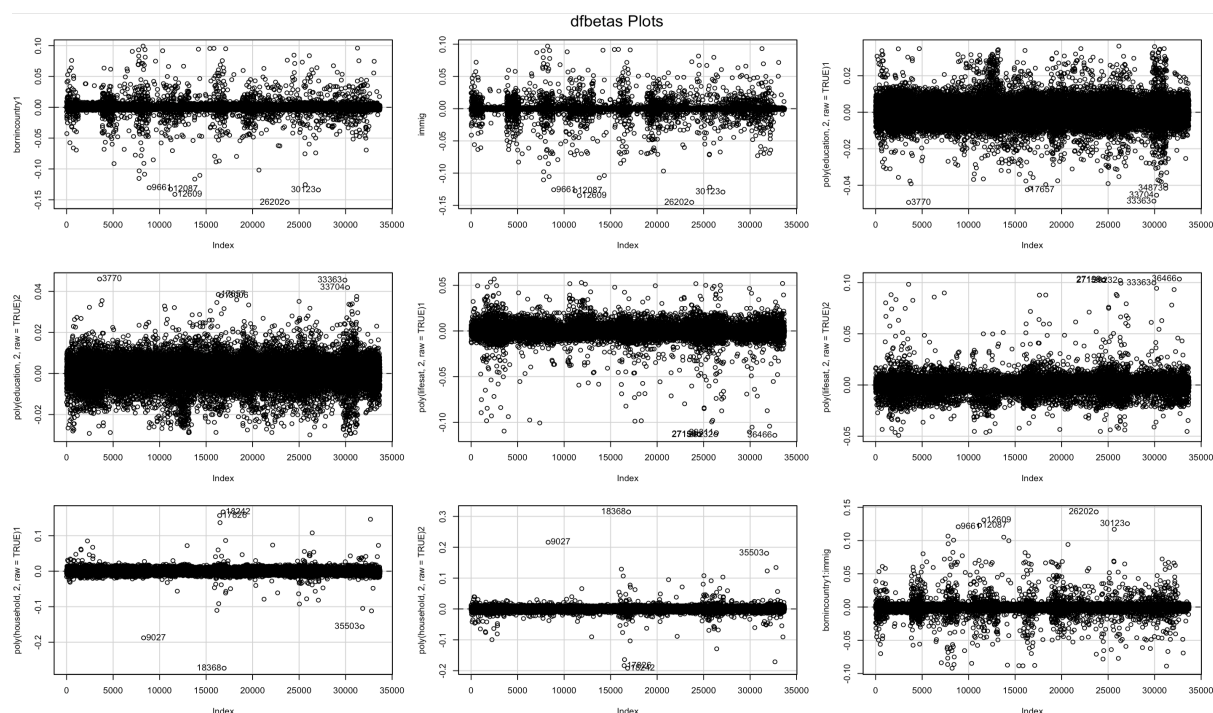 dfbetas Plots
bornincountry1
0.10
0.05
0.00
-0.05
-0.10
-0.15
9661
12087
12609
30123
26202
0 5000 10000 15000 20000 25000 30000 35000
Index
immig
0.10
0.05
0.00
-0.05
-0.10
-0.15
9661
12087
12609
30123
26202
0 5000 10000 15000 20000 25000 30000 35000
Index
poly(education, 2, raw = TRUE)1
0.02
0.00
-0.02
-0.04
3770
17657
34873
33704
33363
0 5000 10000 15000 20000 25000 30000 35000
Index
poly(education, 2, raw = TRUE)2
0.04
0.02
0.00
-0.02
3770
33363
33704
0 5000 10000 15000 20000 25000 30000 35000
Index
poly(lifesat, 2, raw = TRUE)1
0.05
0.00
-0.05
-0.10
36466
0 5000 10000 15000 20000 25000 30000 35000
Index
poly(lifesat, 2, raw = TRUE)2
0.10
0.05
0.00
-0.05
33363
36466
0 5000 10000 15000 20000 25000 30000 35000
Index
poly(household, 2, raw = TRUE)1
0.1
0.0
-0.1
-0.2
18242
17826
9027
35503
18368
0 5000 10000 15000 20000 25000 30000 35000
Index
poly(household, 2, raw = TRUE)2
0.3
0.2
0.1
0.0
-0.1
-0.2
18368
9027
35503
17826
18242
0 5000 10000 15000 20000 25000 30000 35000
Index
bornincountry1:immig
0.15
0.10
0.05
0.00
-0.05
-0.10
9661
12087
12609
26202
30123
0 5000 10000 15000 20000 25000 30000 35000
Index